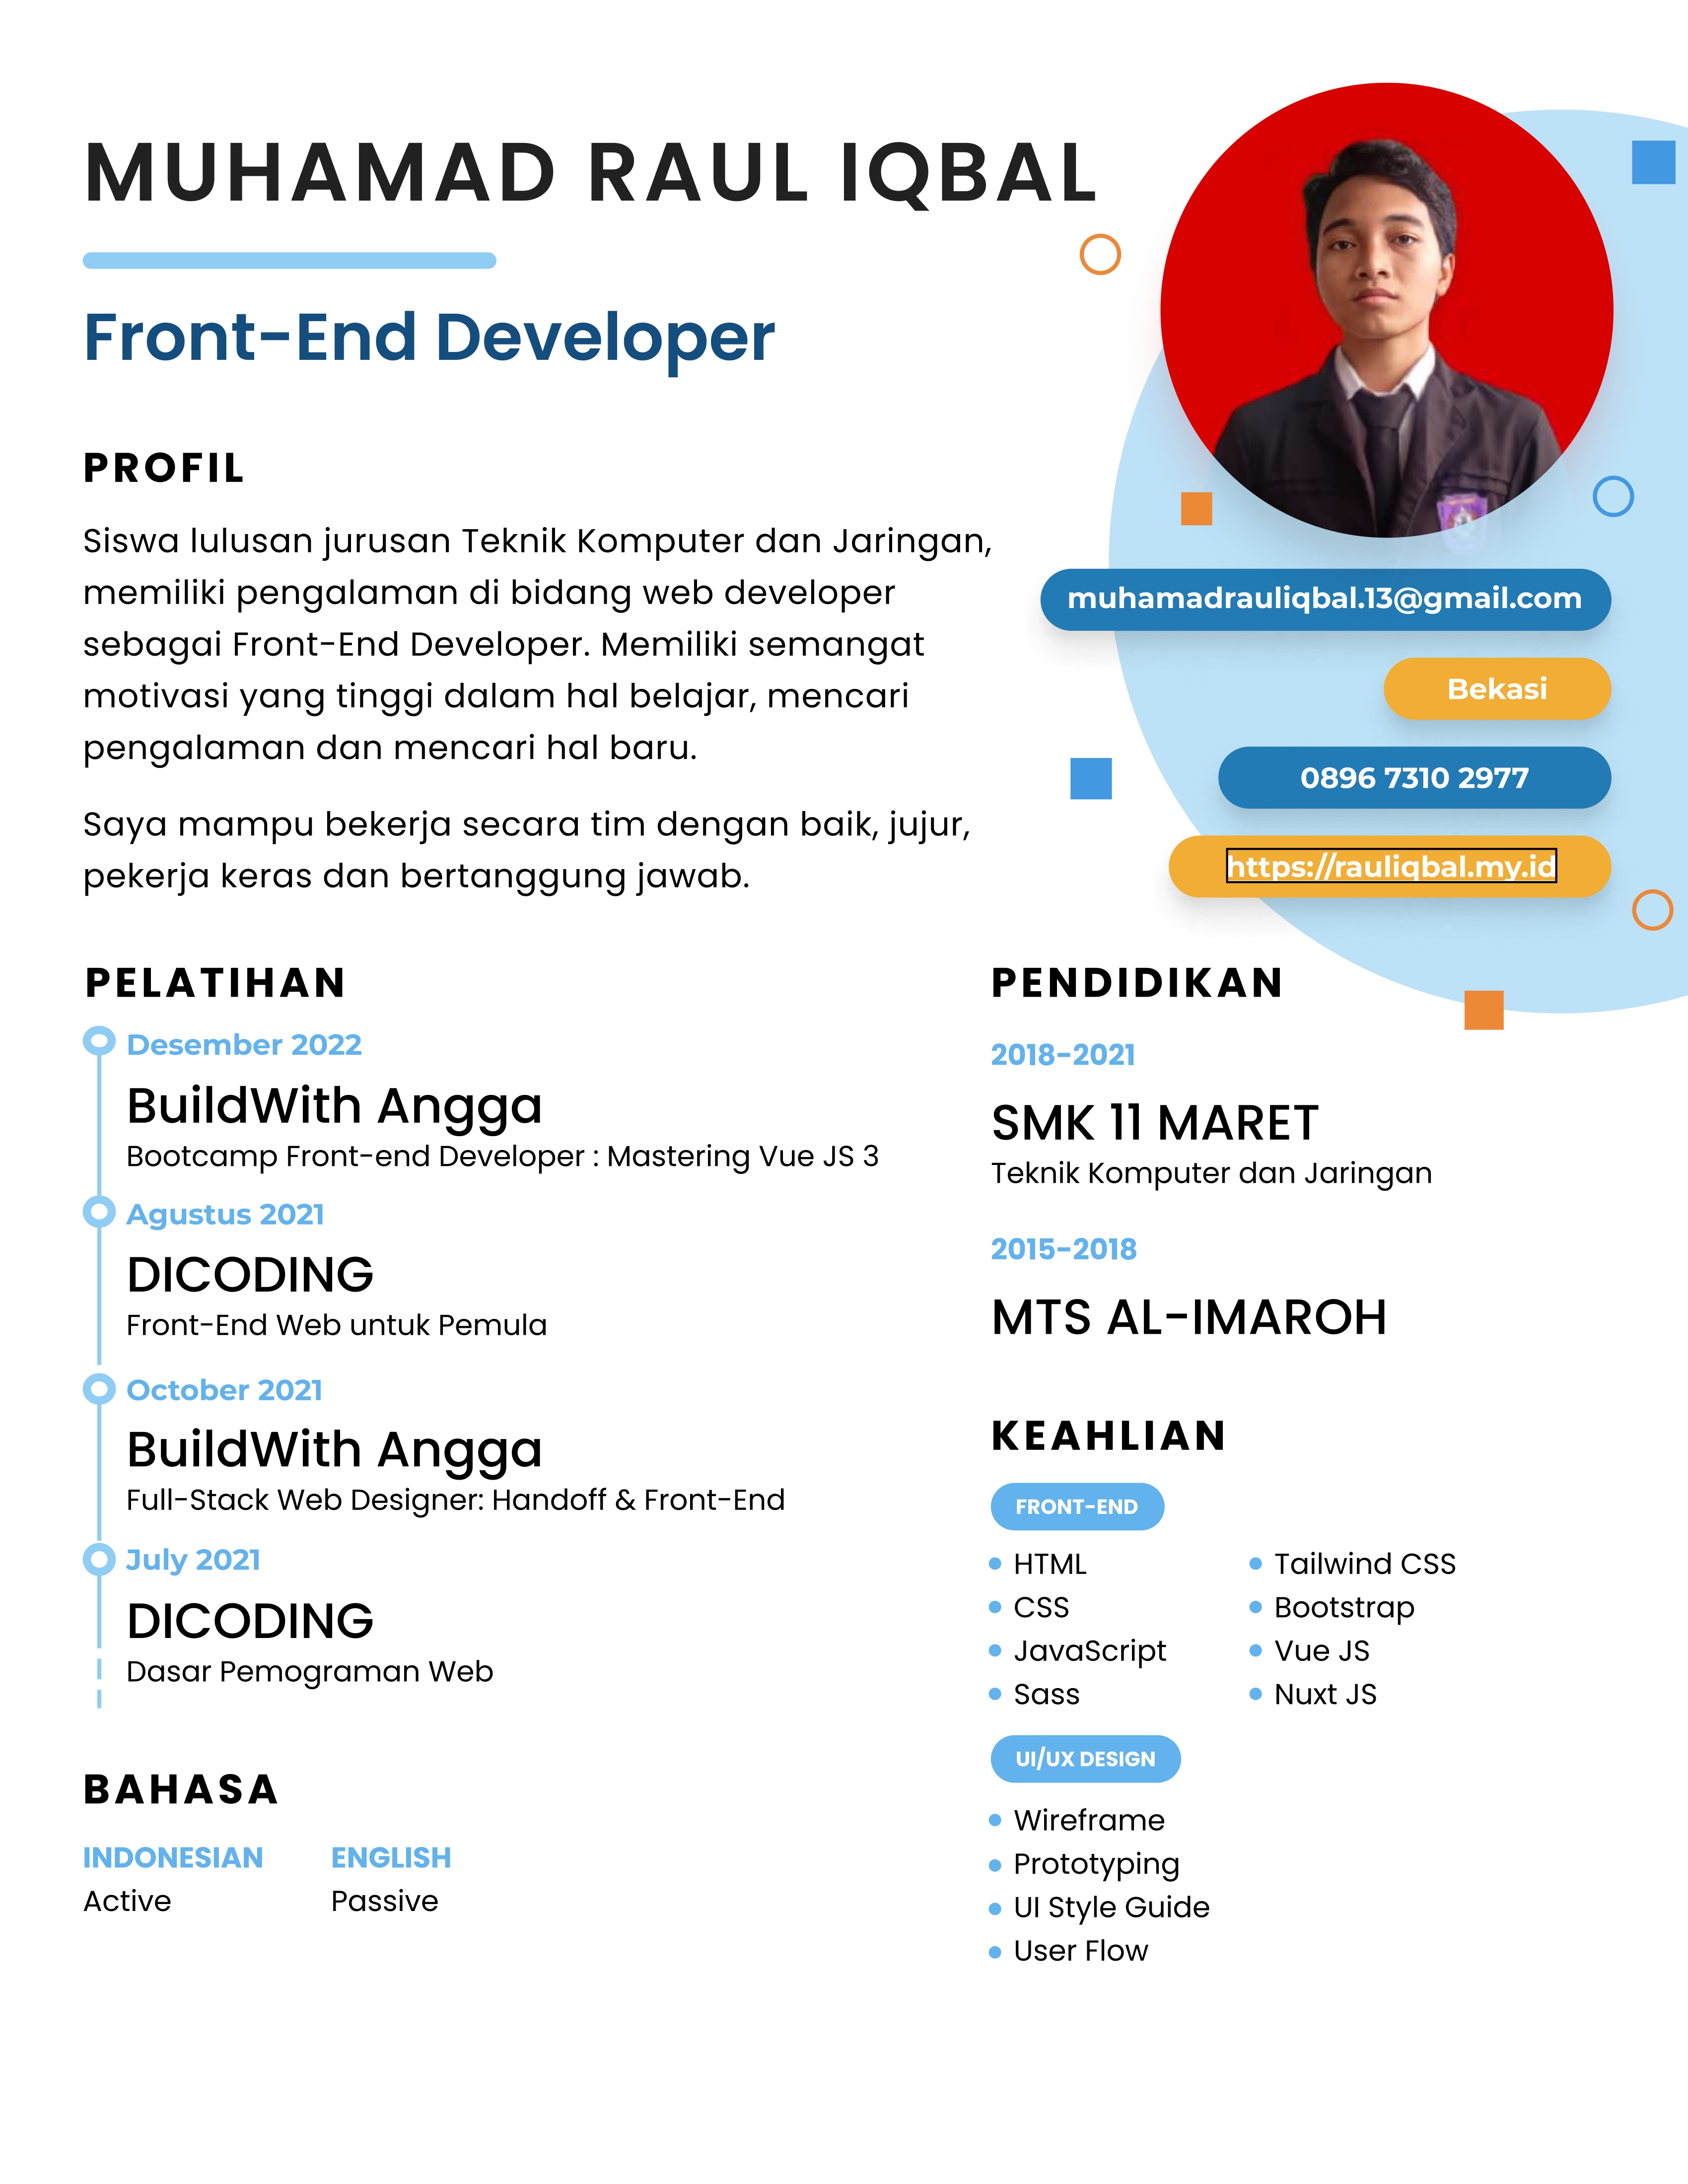 MUHAMAD RAUL IQBAL
Front-End Developer
PROFIL
Siswa lulusan jurusan Teknik Komputer dan Jaringan,
memiliki pengalaman di bidang web developer
sebagai Front-End Developer. Memiliki semangat
motivasi yang tinggi dalam hal belajar, mencari
pengalaman dan mencari hal baru.
Saya mampu bekerja secara tim dengan baik, jujur,
pekerja keras dan bertanggung jawab.
muhamadrauliqbal.13@gmail.com
Bekasi
0896 7310 2977
https://rauliqbal.my.id
PELATIHAN
Desember 2022
BuildWith Angga
Bootcamp Front-end Developer : Mastering Vue JS 3
Agustus 2021
DICODING
Front-End Web untuk Pemula
October 2021
BuildWith Angga
Full-Stack Web Designer: Handoff & Front-End
July 2021
DICODING
Dasar Pemograman Web
BAHASA
INDONESIAN
Active
ENGLISH
Passive
PENDIDIKAN
2018-2021
SMK 11 MARET
Teknik Komputer dan Jaringan
2015-2018
MTS AL-IMAROH
KEAHLIAN
FRONT-END
HTML
CSS
JavaScript
Sass
Tailwind CSS
Bootstrap
Vue JS
Nuxt JS
UI/UX DESIGN
Wireframe
Prototyping
UI Style Guide
User Flow